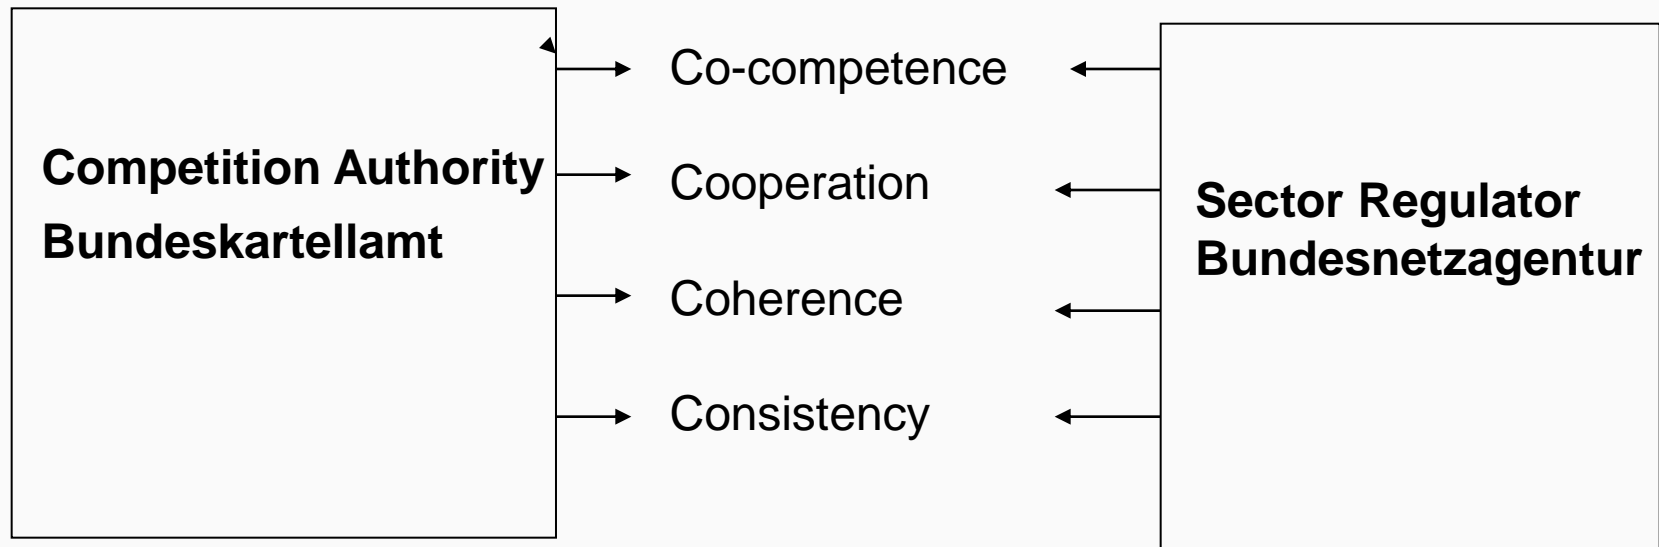 Competition Authority
Bundeskartellamt
Co-competence
Cooperation
Coherence
Consistency
Sector Regulator
Bundesnetzagentur